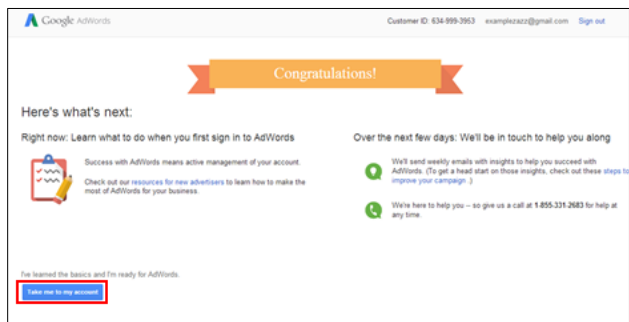 Google AdWords
Customer ID: 634-999-3953 examplezazz@gmail.com Sign out
Congratulations!
Here's what's next:
Right now: Learn what to do when you first sign in to AdWords
Success with AdWords means active management of your account.
Check out our resources for new advertisers to learn how to make the
most of AdWords for your business.
Over the next few days: We'll be in touch to help you along
We'll send weekly emails with insights to help you succeed with
AdWords. (To get a head start on those insights, check out these steps to
improve your campaign .)
We're here to help you -- so give us a call at 1-855-331-2683 for help at
any time.
I've learned the basics and I'm ready for AdWords.
Take me to my account